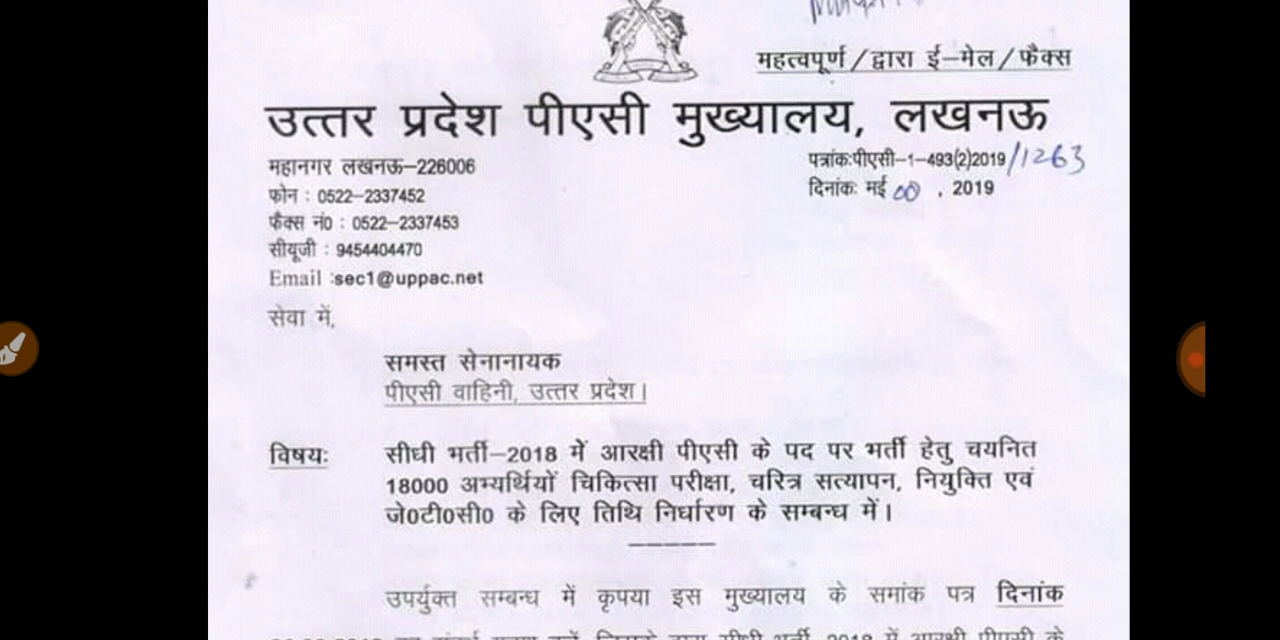 महत्वपूर्ण/द्वारा ई–मेल/फैक्स
उत्तर प्रदेश पीएसी मुख्यालय, लखनऊ
महानगर लखनऊ–226006
पत्रांकःपीएसी–1–493(2)2019/1263
फोन : 0522–2337452
दिनांकः मई 00 , 2019
फैक्स नं0 : 0522–2337453
सीयूजी : 9454404470
Email :sec1@uppac.net
सेवा में,
समस्त सेनानायक
पीएसी वाहिनी, उत्तर प्रदेश।
विषयः सीधी भर्ती–2018 में आरक्षी पीएसी के पद पर भर्ती हेतु चयनित
18000 अभ्यर्थियों चिकित्सा परीक्षा, चरित्र सत्यापन, नियुक्ति एवं
जे0टी0सी0 के लिए तिथि निर्धारण के सम्बन्ध में।
उपर्युक्त सम्बन्ध में कृपया इस मुख्यालय के समांक पत्र दिनांक